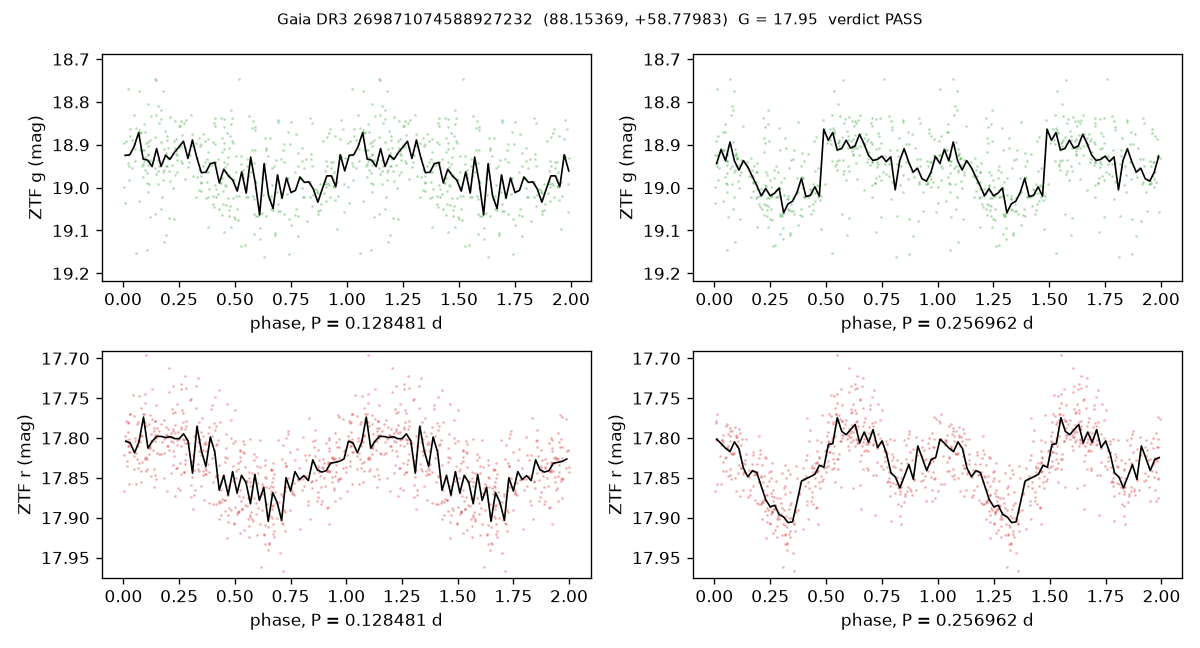 Gaia DR3 269871074588927232 (88.15369, +58.77983) G = 17.95 verdict PASS
18.7
18.8
18.9
19.0
19.1
19.2
ZTF g (mag)
0.00 0.25 0.50 0.75 1.00 1.25 1.50 1.75 2.00
phase, P = 0.128481 d
18.7
18.8
18.9
19.0
19.1
19.2
ZTF g (mag)
0.00 0.25 0.50 0.75 1.00 1.25 1.50 1.75 2.00
phase, P = 0.256962 d
17.70
17.75
17.80
17.85
17.90
17.95
ZTF r (mag)
0.00 0.25 0.50 0.75 1.00 1.25 1.50 1.75 2.00
phase, P = 0.128481 d
17.70
17.75
17.80
17.85
17.90
17.95
ZTF r (mag)
0.00 0.25 0.50 0.75 1.00 1.25 1.50 1.75 2.00
phase, P = 0.256962 d